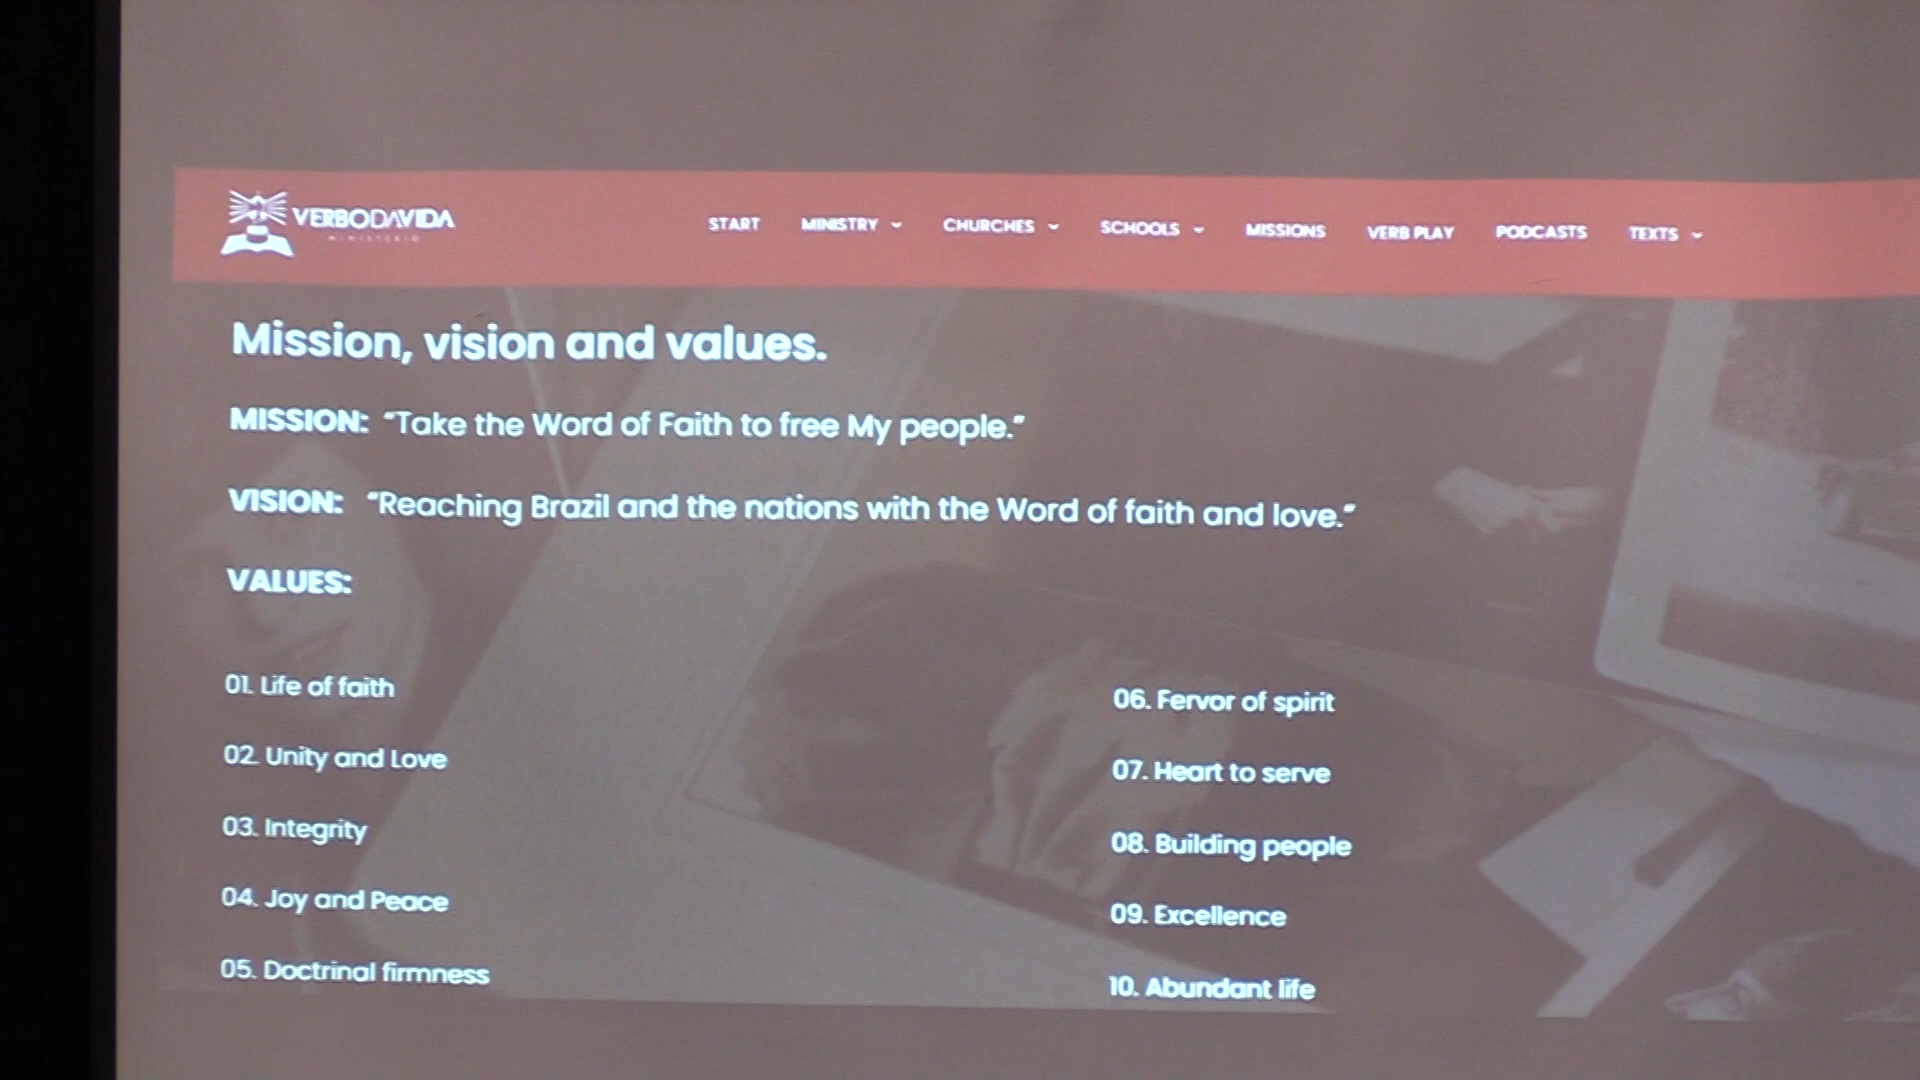 VERBODAVIDA
MINISTÉRIO
START MINISTRY CHURCHES SCHOOLS MISSIONS VERB PLAY PODCASTS TEXTS
Mission, vision and values.
MISSION: “Take the Word of Faith to free My people.”
VISION: “Reaching Brazil and the nations with the Word of faith and love.”
VALUES:
01. Life of faith
02. Unity and Love
03. Integrity
04. Joy and Peace
05. Doctrinal firmness
06. Fervor of spirit
07. Heart to serve
08. Building people
09. Excellence
10. Abundant life